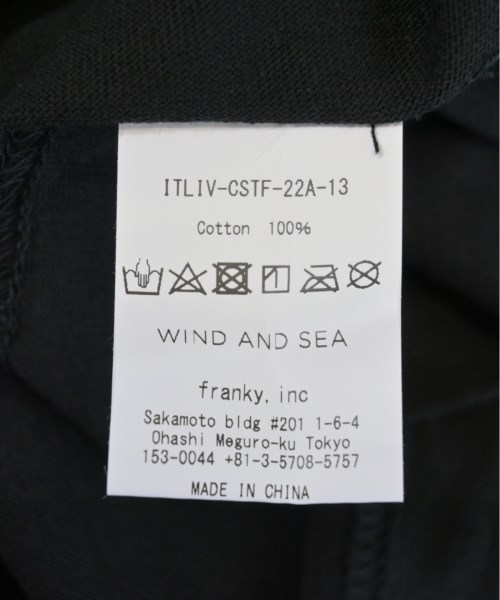 ITLIV-CSTF-22A-13
Cotton 100%
WIND AND SEA
franky, inc
Sakamoto bldg #201 1-6-4
Ohashi Meguro-ku Tokyo
153-0044 +81-3-5708-5757
MADE IN CHINA